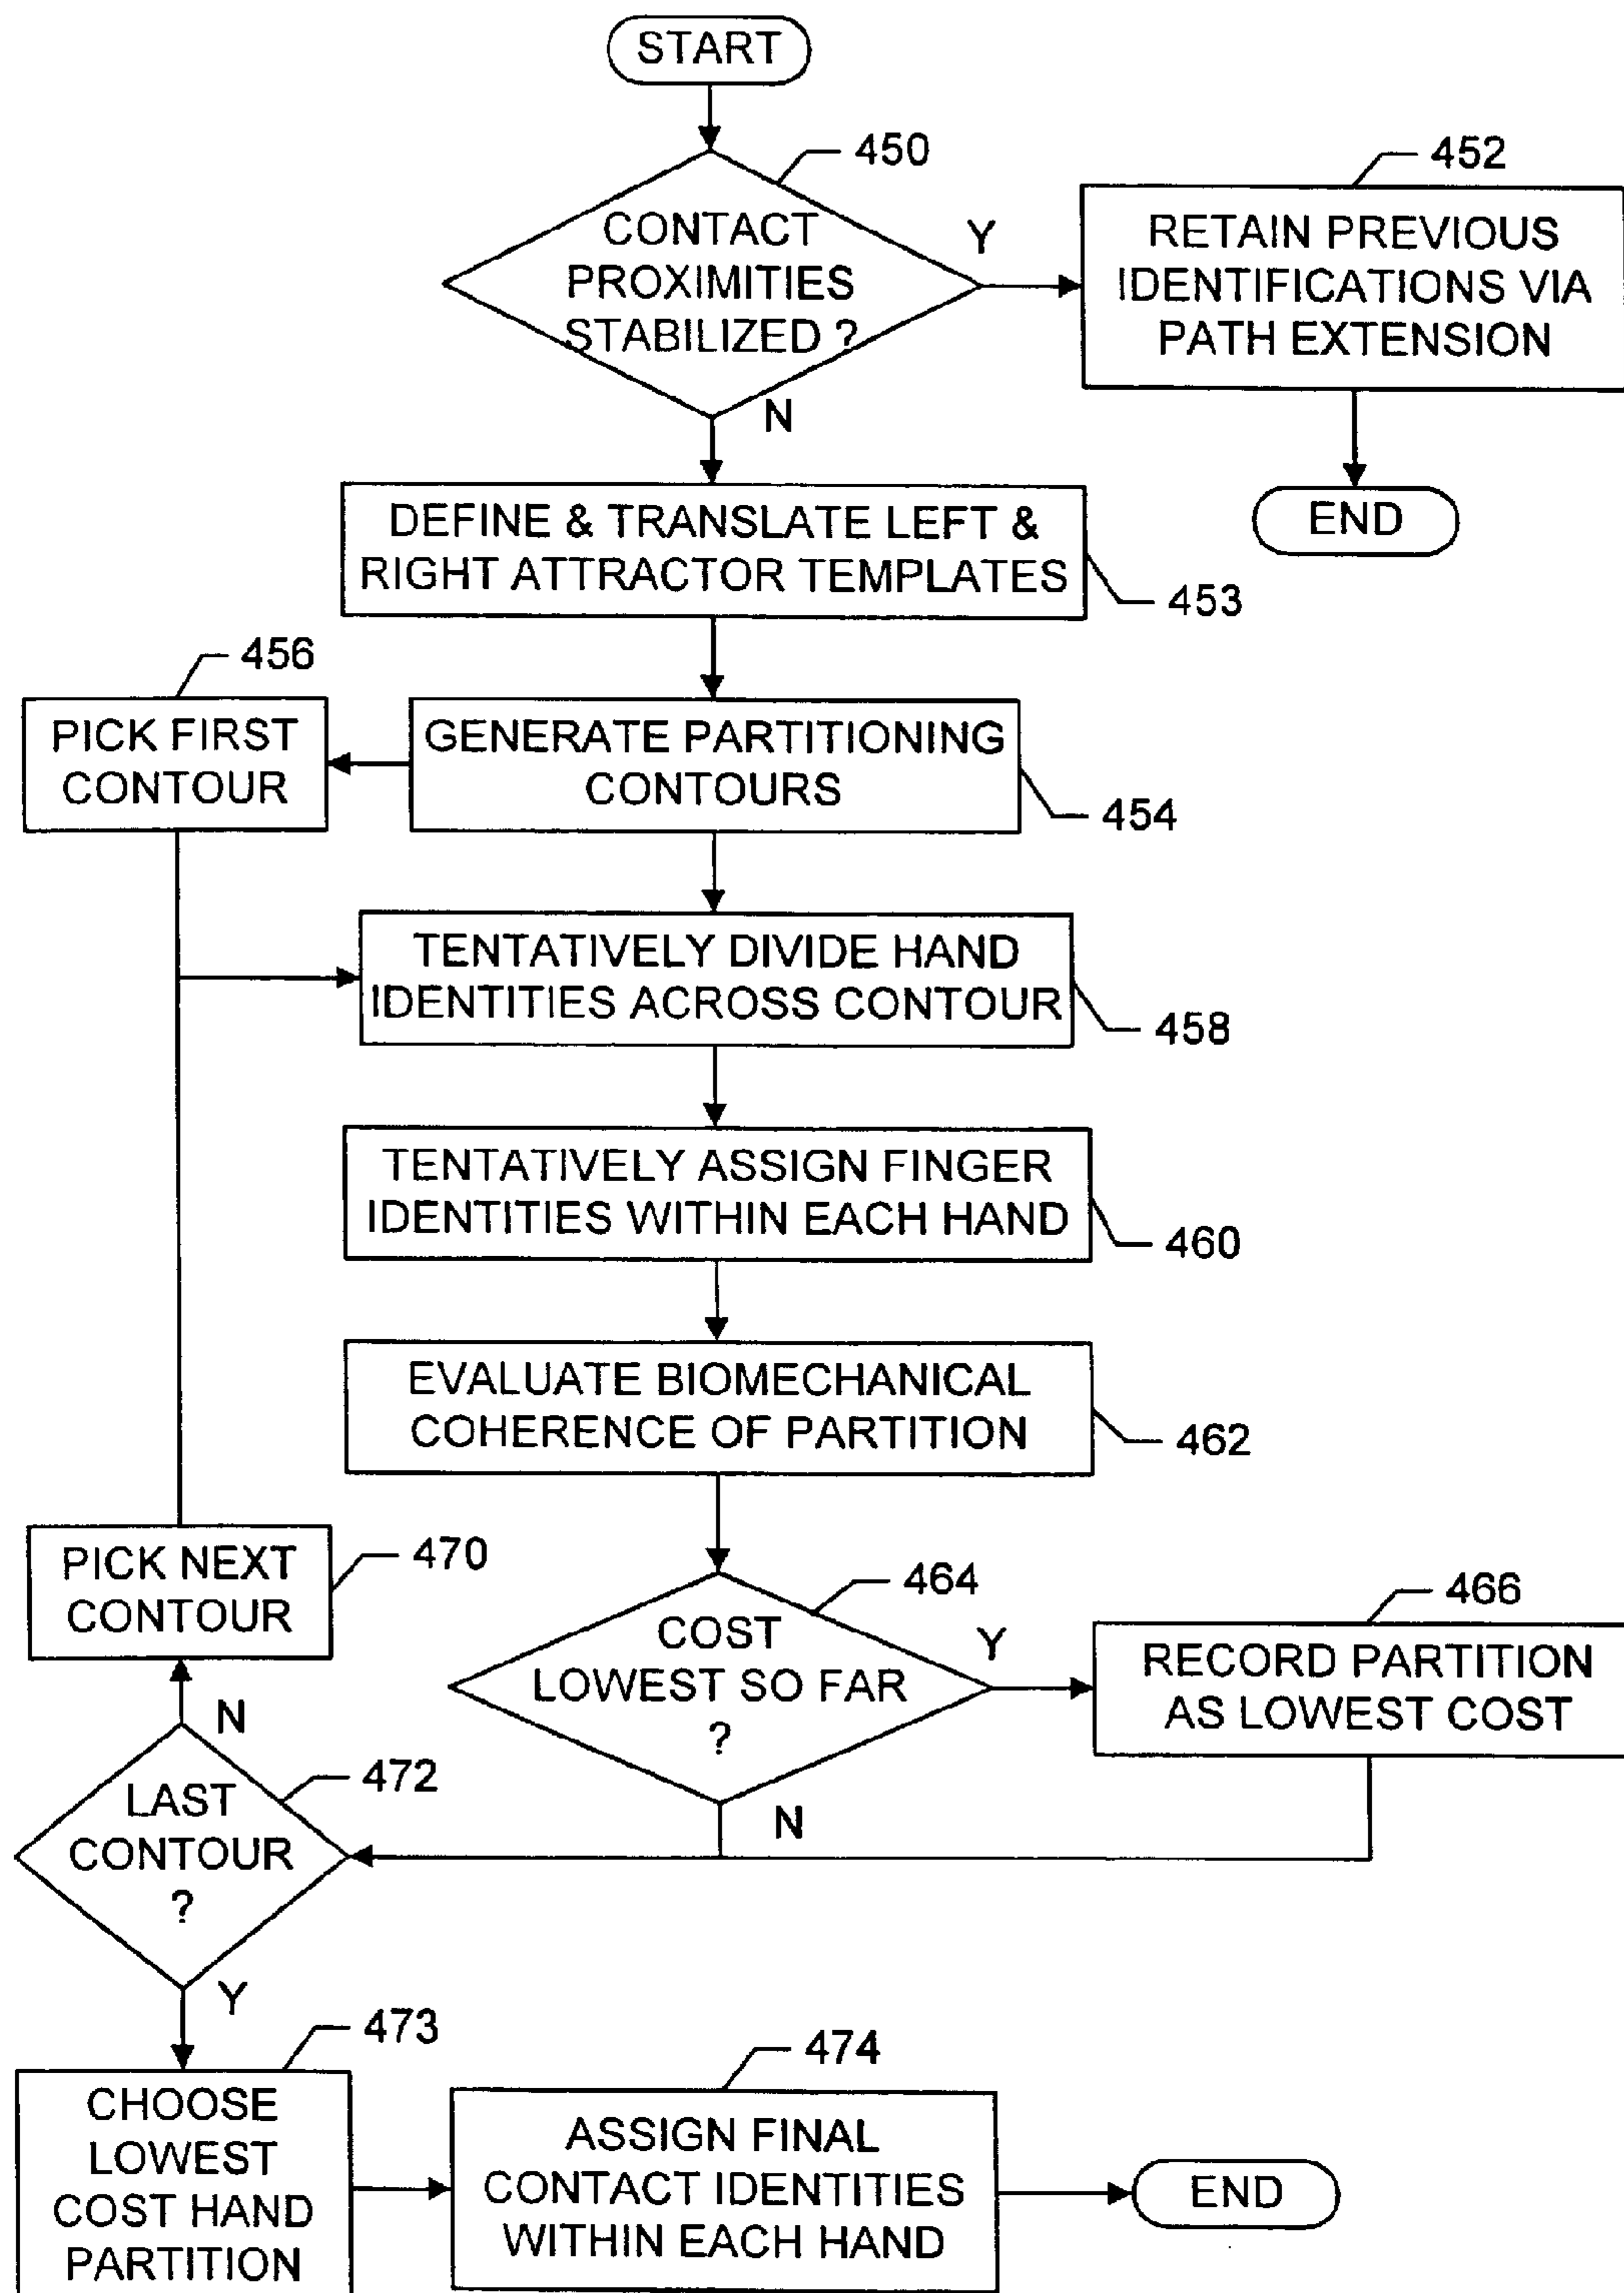 START
450
CONTACT
PROXIMITIES
STABILIZED ?
Y
N
452
RETAIN PREVIOUS
IDENTIFICATIONS VIA
PATH EXTENSION
END
DEFINE & TRANSLATE LEFT &
RIGHT ATTRACTOR TEMPLATES
453
456
PICK FIRST
CONTOUR
GENERATE PARTITIONING
CONTOURS
454
TENTATIVELY DIVIDE HAND
IDENTITIES ACROSS CONTOUR
458
TENTATIVELY ASSIGN FINGER
IDENTITIES WITHIN EACH HAND
460
EVALUATE BIOMECHANICAL
COHERENCE OF PARTITION
462
PICK NEXT
CONTOUR
470
464
COST
LOWEST SO FAR
?
Y
N
466
RECORD PARTITION
AS LOWEST COST
N
472
LAST
CONTOUR
?
Y
473
CHOOSE
LOWEST
COST HAND
PARTITION
474
ASSIGN FINAL
CONTACT IDENTITIES
WITHIN EACH HAND
END